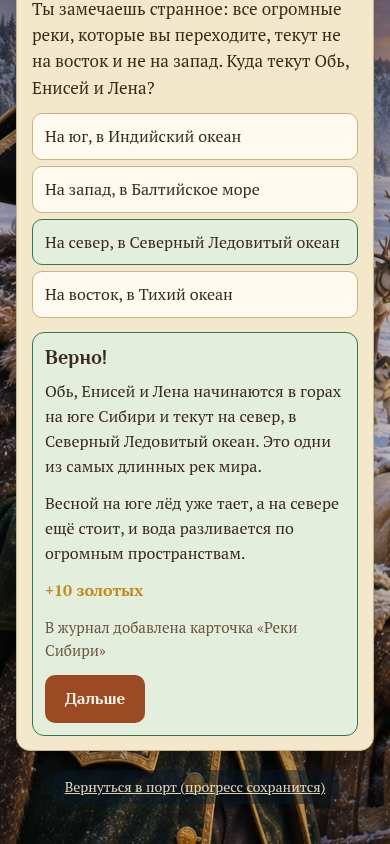 Ты замечаешь странное: все огромные
реки, которые вы переходите, текут не
на восток и не на запад. Куда текут Обь,
Енисей и Лена?
На юг, в Индийский океан
На запад, в Балтийское море
На север, в Северный Ледовитый океан
На восток, в Тихий океан
Верно!
Обь, Енисей и Лена начинаются в горах
на юге Сибири и текут на север, в
Северный Ледовитый океан. Это одни
из самых длинных рек мира.
Весной на юге лёд уже тает, а на севере
ещё стоит, и вода разливается по
огромным пространствам.
+10 золотых
В журнал добавлена карточка «Реки
Сибири»
Дальше
Вернуться в порт (прогресс сохранится)